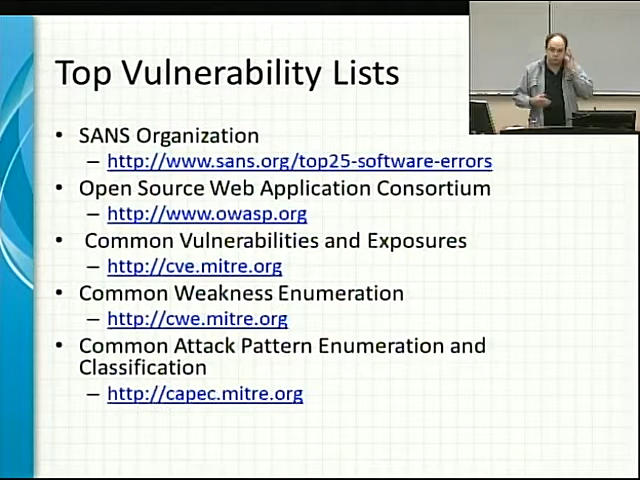 Top Vulnerability Lists
• SANS Organization
– http://www.sans.org/top25-software-errors
• Open Source Web Application Consortium
– http://www.owasp.org
• Common Vulnerabilities and Exposures
– http://cve.mitre.org
• Common Weakness Enumeration
– http://cwe.mitre.org
• Common Attack Pattern Enumeration and
Classification
– http://capec.mitre.org